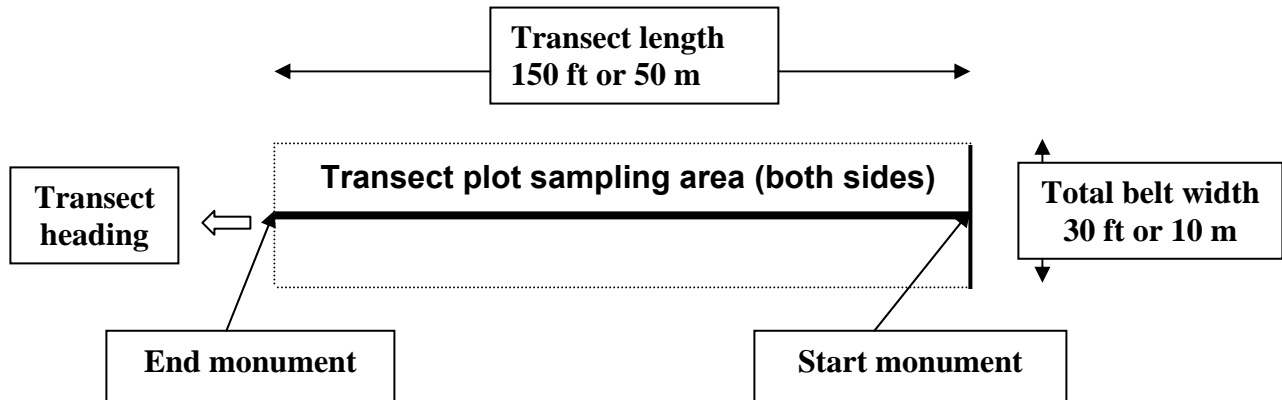 Transect length
150 ft or 50 m
Transect plot sampling area (both sides)
Transect
heading
Total belt width
30 ft or 10 m
End monument
Start monument